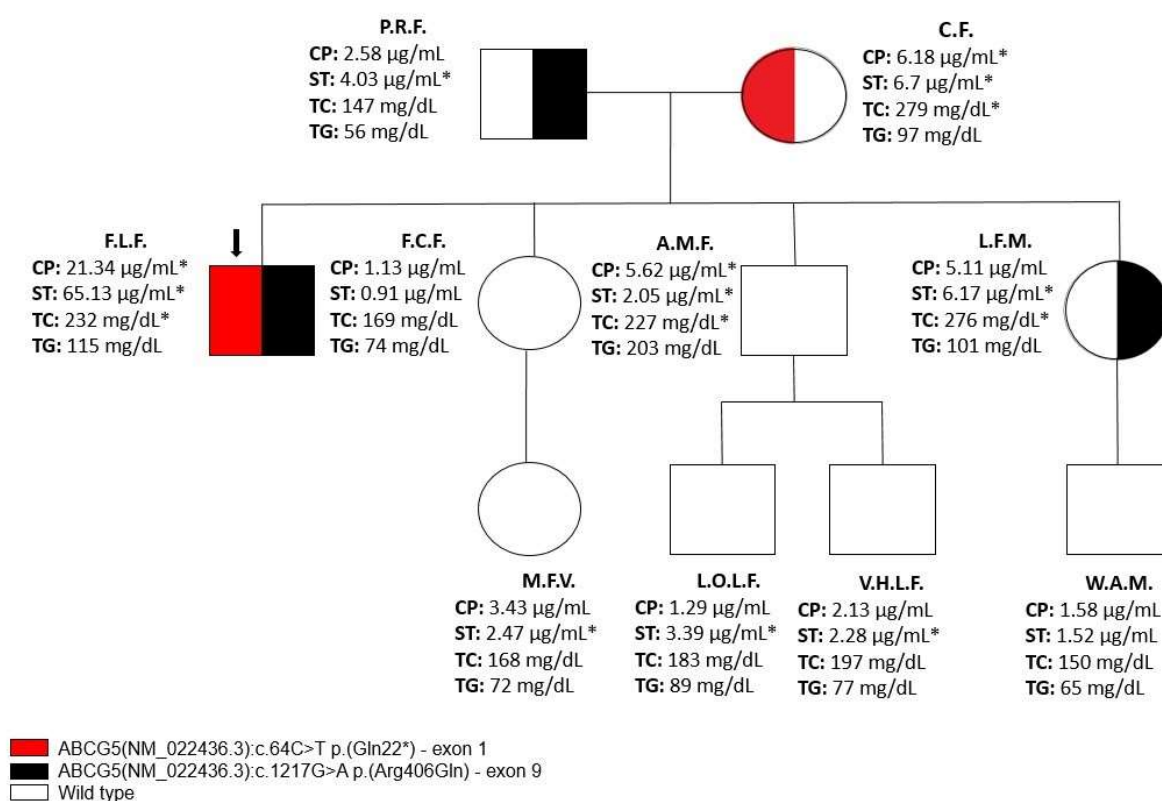 P.R.F.
CP: 2.58 µg/mL
ST: 4.03 µg/mL*
TC: 147 mg/dL
TG: 56 mg/dL
C.F.
CP: 6.18 µg/mL*
ST: 6.7 µg/mL*
TC: 279 mg/dL*
TG: 97 mg/dL
F.L.F.
CP: 21.34 µg/mL*
ST: 65.13 µg/mL*
TC: 232 mg/dL*
TG: 115 mg/dL
F.C.F.
CP: 1.13 µg/mL
ST: 0.91 µg/mL
TC: 169 mg/dL
TG: 74 mg/dL
A.M.F.
CP: 5.62 µg/mL*
ST: 2.05 µg/mL*
TC: 227 mg/dL*
TG: 203 mg/dL
L.F.M.
CP: 5.11 µg/mL
ST: 6.17 µg/mL*
TC: 276 mg/dL*
TG: 101 mg/dL
M.F.V.
CP: 3.43 µg/mL
ST: 2.47 µg/mL*
TC: 168 mg/dL
TG: 72 mg/dL
L.O.L.F.
CP: 1.29 µg/mL
ST: 3.39 µg/mL*
TC: 183 mg/dL
TG: 89 mg/dL
V.H.L.F.
CP: 2.13 µg/mL
ST: 2.28 µg/mL*
TC: 197 mg/dL
TG: 77 mg/dL
W.A.M.
CP: 1.58 µg/mL
ST: 1.52 µg/mL
TC: 150 mg/dL
TG: 65 mg/dL
ABCG5(NM_022436.3):c.64C>T p.(Gln22*) - exon 1
ABCG5(NM_022436.3):c.1217G>A p.(Arg406Gln) - exon 9
Wild type